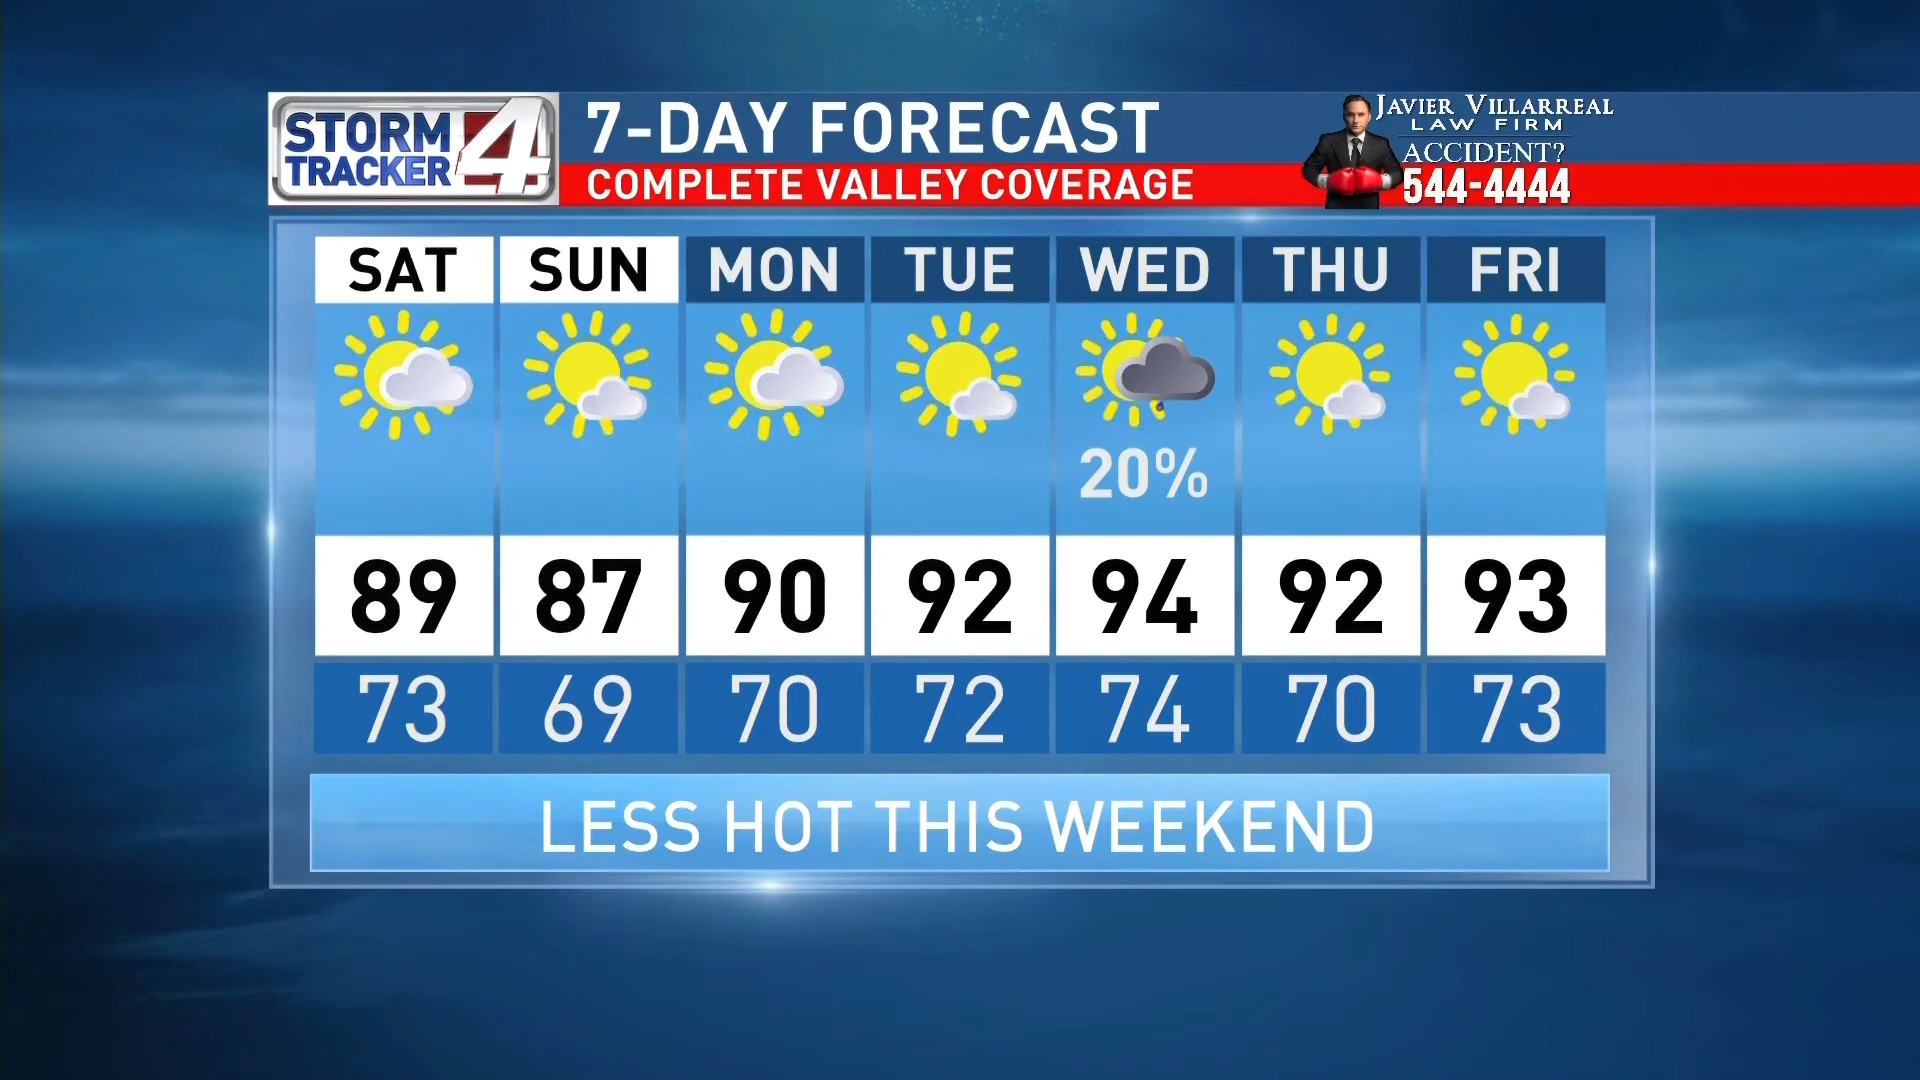 STORM TRACKER 4
7-DAY FORECAST
COMPLETE VALLEY COVERAGE
JAVIER VILLARREAL
LAW FIRM
ACCIDENT?
544-4444
SAT SUN MON TUE WED THU FRI
20%
89 87 90 92 94 92 93
73 69 70 72 74 70 73
LESS HOT THIS WEEKEND